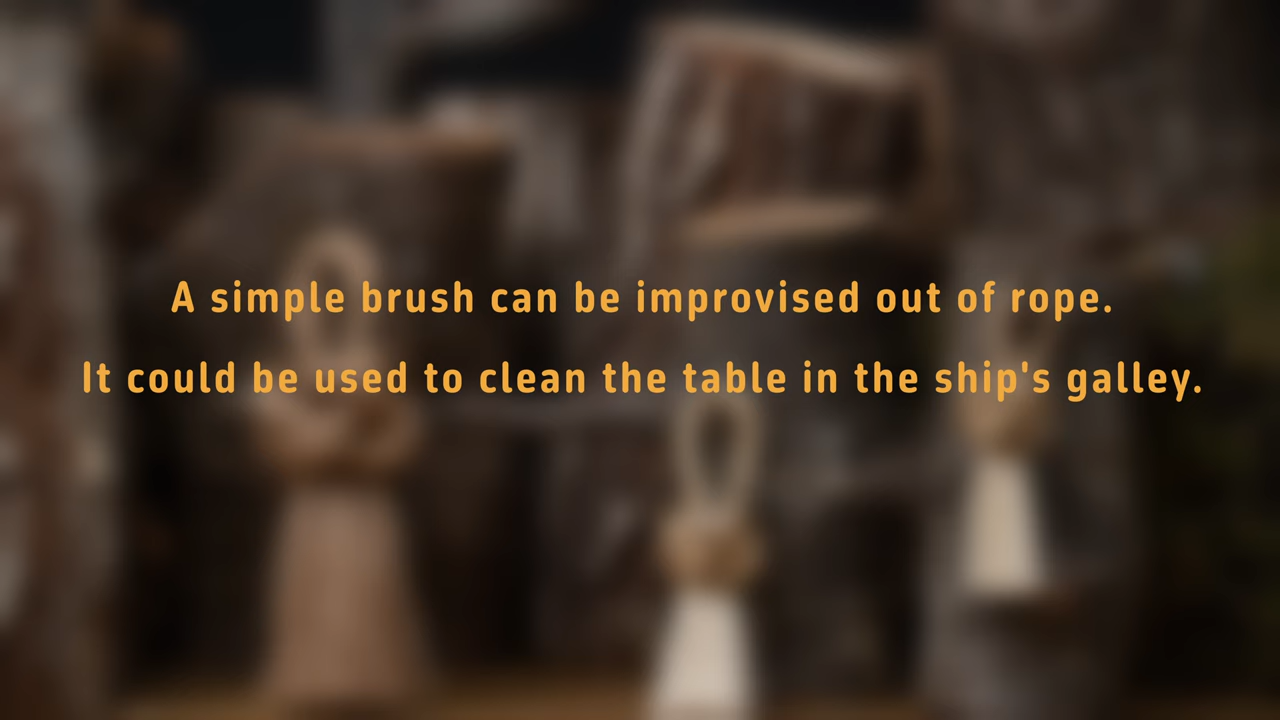 A simple brush can be improvised out of rope.
It could be used to clean the table in the ship's galley.